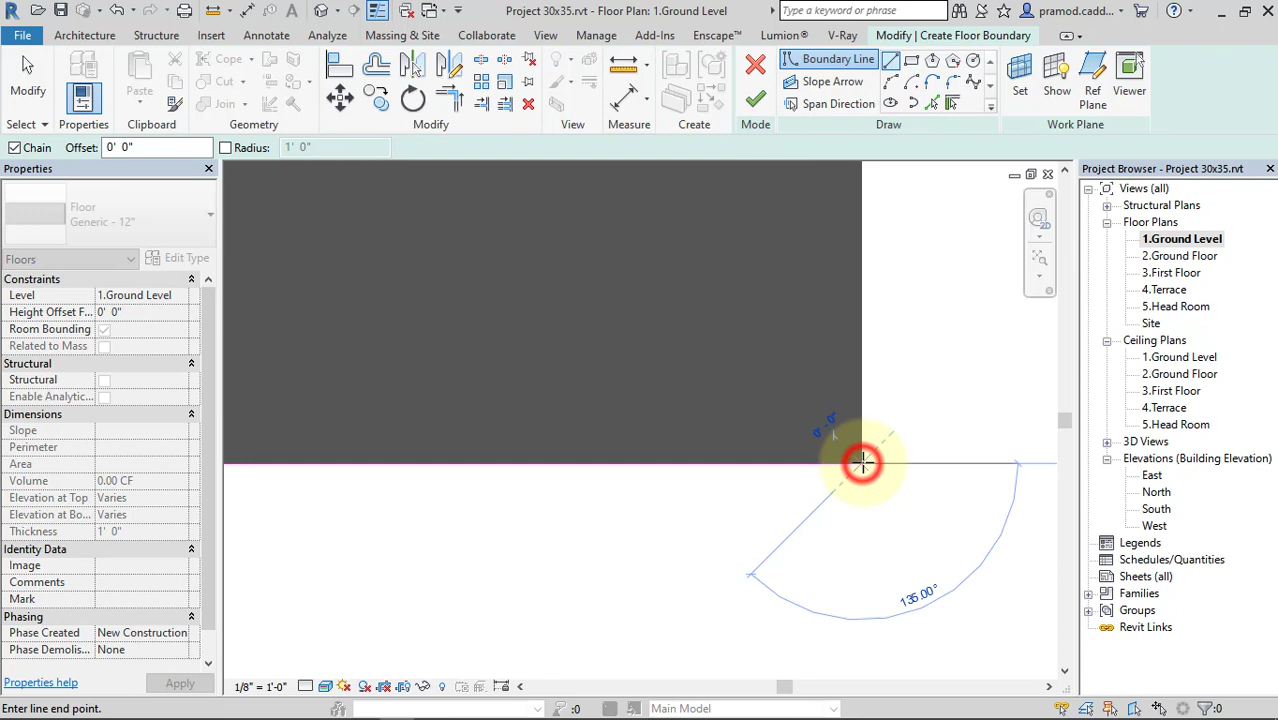 Project 30x35.rvt - Floor Plan: 1.Ground Level
Type a keyword or phrase
pramod.cadd...
File
Architecture
Structure
Insert
Annotate
Analyze
Massing & Site
Collaborate
View
Manage
Add-Ins
Enscape™
Lumion®
V-Ray
Modify | Create Floor Boundary
Modify
Select
Properties
Paste
Clipboard
Cope
Cut
Join
Geometry
Modify
View
Measure
Create
Mode
Boundary Line
Slope Arrow
Span Direction
Draw
Set
Show
Ref
Plane
Viewer
Work Plane
Chain
Offset:
0' 0"
Radius:
1' 0"
Properties
Floor
Generic - 12"
Floors
Edit Type
Constraints
Level
1.Ground Level
Height Offset F...
0' 0"
Room Bounding
Related to Mass
Structural
Structural
Enable Analytic...
Dimensions
Slope
Perimeter
Area
Volume
0.00 CF
Elevation at Top
Varies
Elevation at Bo...
Varies
Thickness
1' 0"
Identity Data
Image
Comments
Mark
Phasing
Phase Created
New Construction
Phase Demolis...
None
Properties help
Apply
0' - 0"
135.00°
2D
Project Browser - Project 30x35.rvt
Views (all)
Structural Plans
Floor Plans
1.Ground Level
2.Ground Floor
3.First Floor
4.Terrace
5.Head Room
Site
Ceiling Plans
1.Ground Level
2.Ground Floor
3.First Floor
4.Terrace
5.Head Room
3D Views
Elevations (Building Elevation)
East
North
South
West
Legends
Schedules/Quantities
Sheets (all)
Families
Groups
Revit Links
1/8" = 1'-0"
Enter line end point.
:0
Main Model
:0